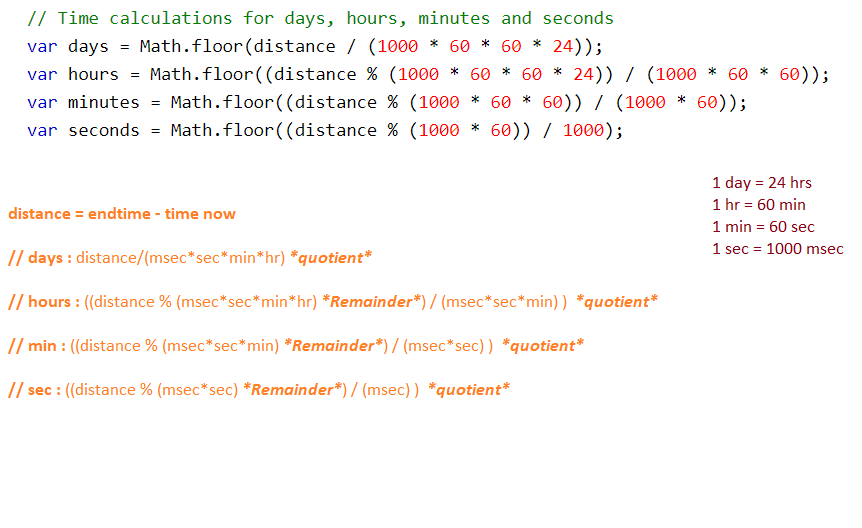 // Time calculations for days, hours, minutes and seconds
var days = Math.floor(distance / (1000 * 60 * 60 * 24));
var hours = Math.floor((distance % (1000 * 60 * 60 * 24)) / (1000 * 60 * 60));
var minutes = Math.floor((distance % (1000 * 60 * 60)) / (1000 * 60));
var seconds = Math.floor((distance % (1000 * 60)) / 1000);
1 day = 24 hrs
1 hr = 60 min
1 min = 60 sec
1 sec = 1000 msec
distance = endtime - time now
// days : distance/(msec*sec*min*hr) *quotient*
// hours : ((distance % (msec*sec*min*hr) *Remainder*) / (msec*sec*min) ) *quotient*
// min : ((distance % (msec*sec*min) *Remainder*) / (msec*sec) ) *quotient*
// sec : ((distance % (msec*sec) *Remainder*) / (msec) ) *quotient*